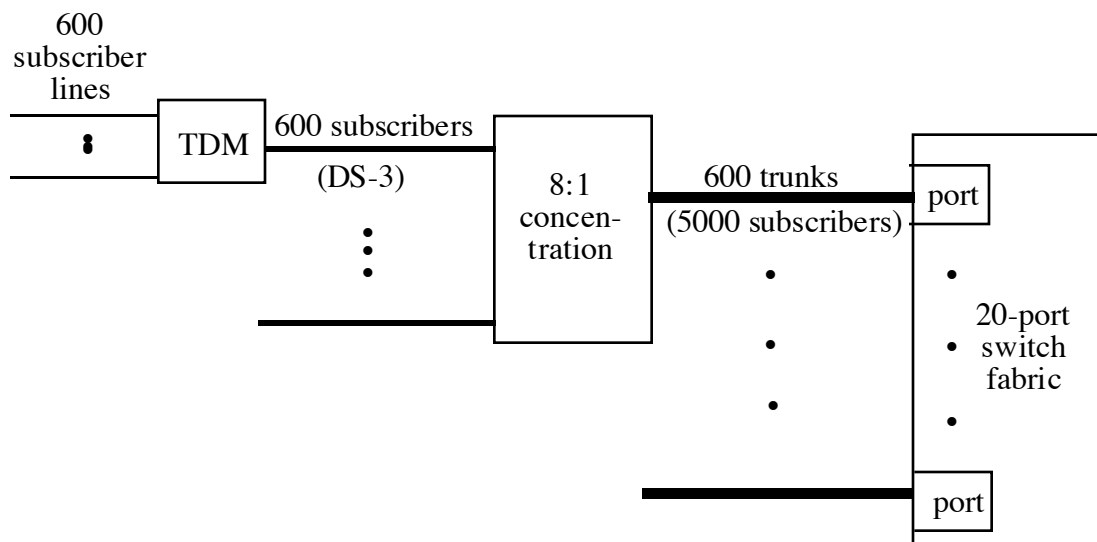 600
subscriber
lines
TDM
600 subscribers
(DS-3)
8:1
concen-
tration
600 trunks
(5000 subscribers)
port
20-port
switch
fabric
port